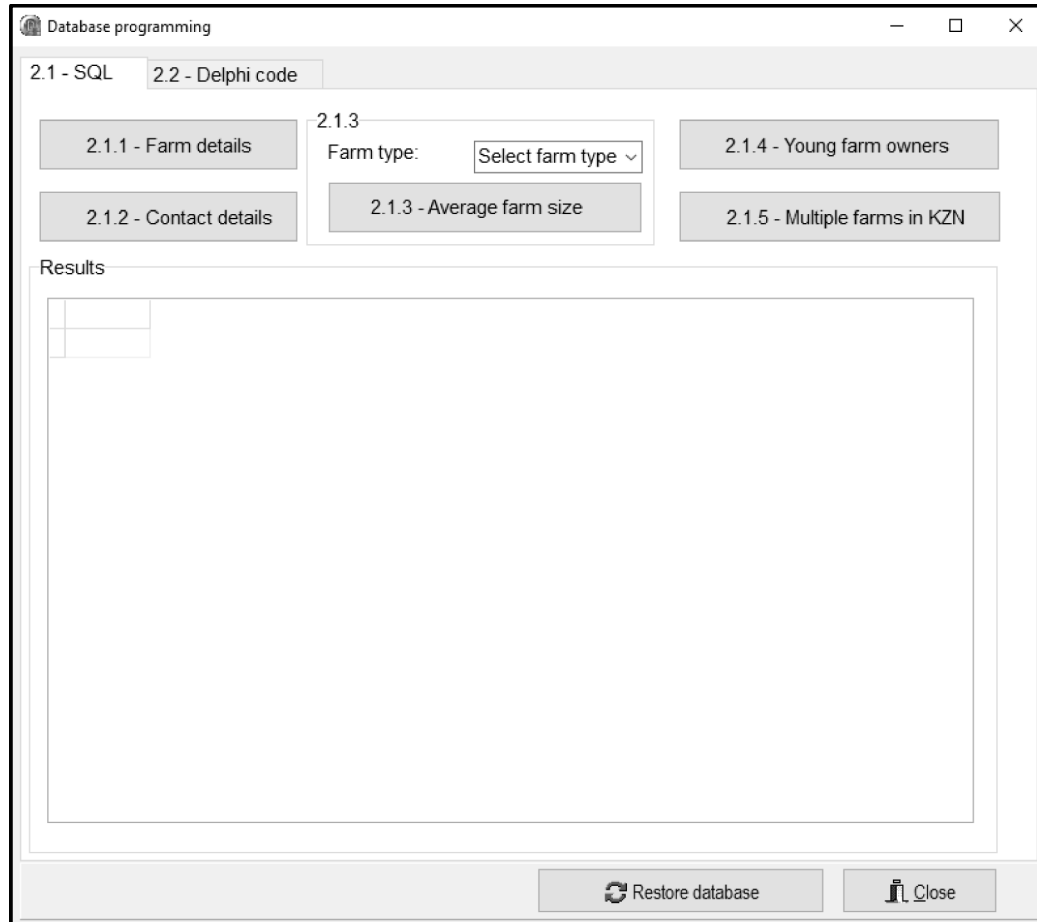 Database programming
2.1 - SQL
2.2 - Delphi code
2.1.1 - Farm details
2.1.2 - Contact details
2.1.3
Farm type:
Select farm type
2.1.3 - Average farm size
2.1.4 - Young farm owners
2.1.5 - Multiple farms in KZN
Results
Restore database
Close